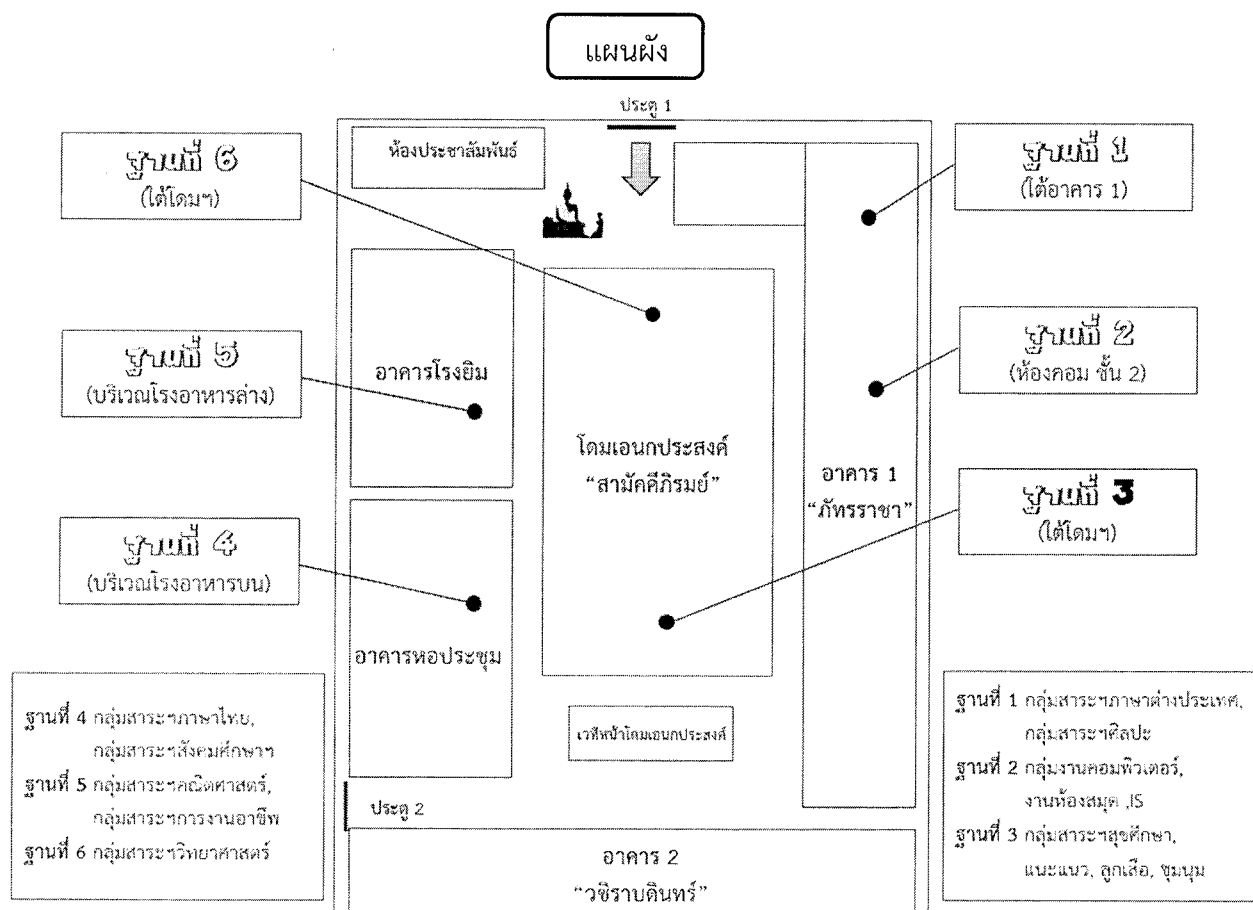 แผนผัง
ประตู 1
ห้องประชาสัมพันธ์
ฐานที่ 6
(ใต้โดมฯ)
ฐานที่ 1
(ใต้อาคาร 1)
ฐานที่ 5
(บริเวณโรงอาหารล่าง)
อาคารโรงยิม
ฐานที่ 2
(ห้องคอม ชั้น 2)
โดมเอนกประสงค์
“สามัคคีภิรมย์”
อาคาร 1
“ภัทรราชา”
ฐานที่ 3
(ใต้โดมฯ)
ฐานที่ 4
(บริเวณโรงอาหารบน)
อาคารหอประชุม
เวทีหน้าโดมเอนกประสงค์
ฐานที่ 4 กลุ่มสาระฯภาษาไทย,
กลุ่มสาระฯสังคมศึกษาฯ
ฐานที่ 5 กลุ่มสาระฯคณิตศาสตร์,
กลุ่มสาระฯการงานอาชีพ
ฐานที่ 6 กลุ่มสาระฯวิทยาศาสตร์
ฐานที่ 1 กลุ่มสาระฯภาษาต่างประเทศ,
กลุ่มสาระฯศิลปะ
ฐานที่ 2 กลุ่มงานคอมพิวเตอร์,
งานห้องสมุด ,IS
ฐานที่ 3 กลุ่มสาระฯสุขศึกษา,
แนะแนว, ลูกเสือ, ชุมนุม
ประตู 2
อาคาร 2
“วชิราบดินทร์”